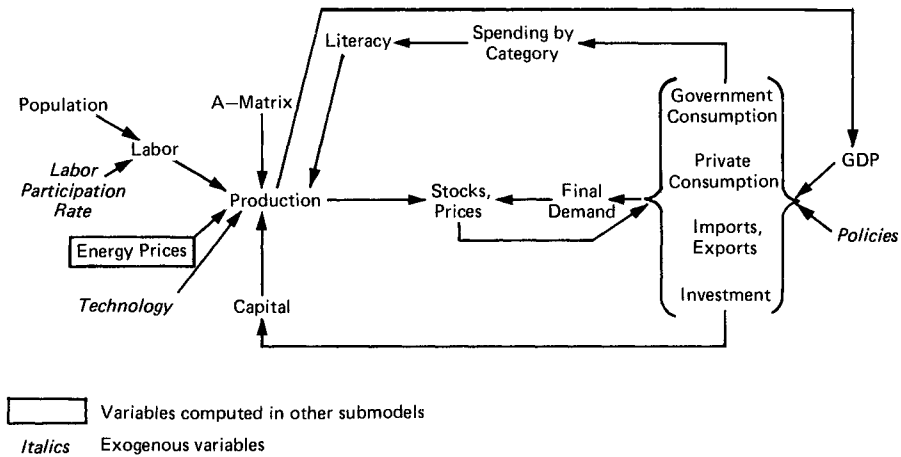 Literacy
Spending by
Category
Population
A—Matrix
Government
Consumption
Labor
Labor
Participation
Rate
Private
Consumption
GDP
Production
Stocks,
Prices
Final
Demand
Energy Prices
Imports,
Exports
Policies
Technology
Capital
Investment
Variables computed in other submodels
Italics Exogenous variables